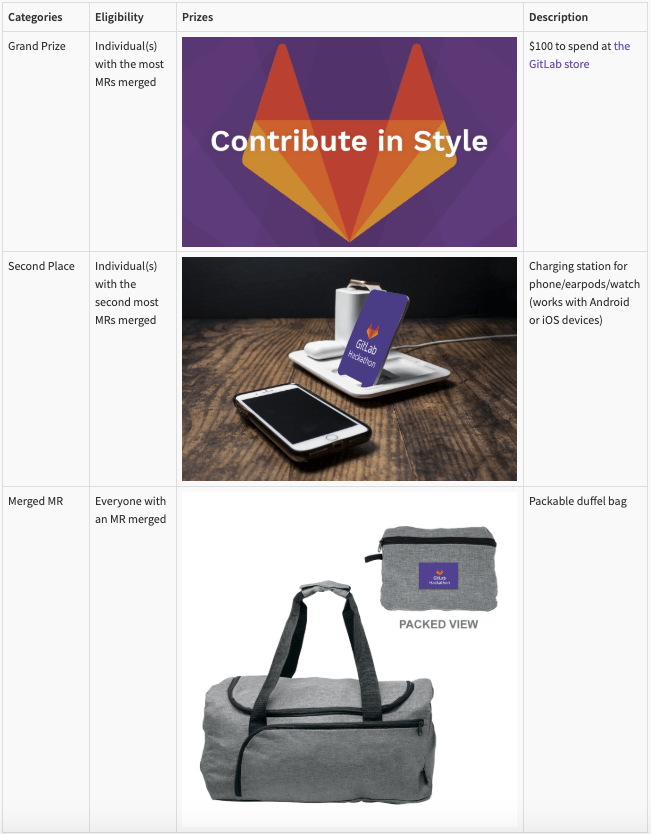 Categories
Eligibility
Prizes
Description
Grand Prize
Individual(s)
with the most
MRs merged
Contribute in Style
$100 to spend at the
GitLab store
Second Place
Individual(s)
with the
second most
MRs merged
GitLab
Hackathon
Charging station for
phone/earpods/watch
(works with Android
or iOS devices)
Merged MR
Everyone with
an MR merged
GitLab
Hackathon
PACKED VIEW
Packable duffel bag